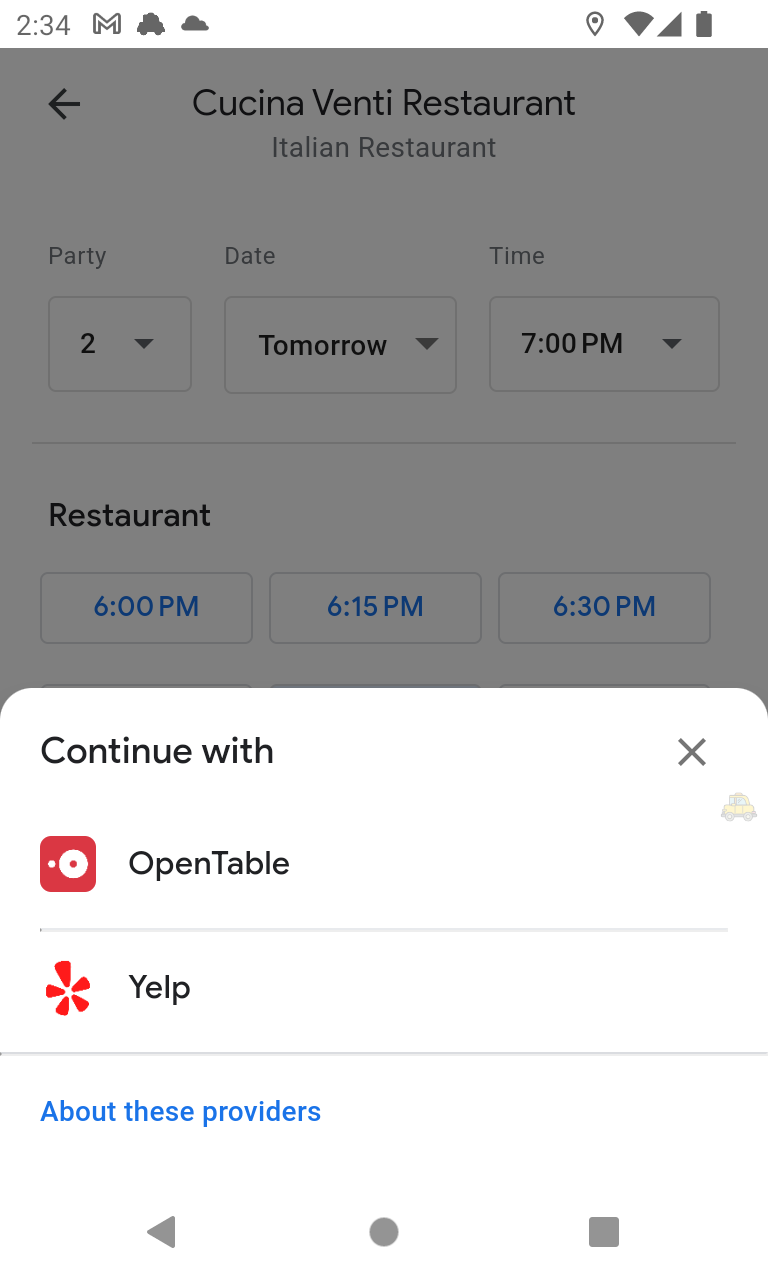 2:34
Cucina Venti Restaurant
Italian Restaurant
Party Date Time
2 Tomorrow 7:00 PM
Restaurant
6:00 PM 6:15 PM 6:30 PM
Continue with
OpenTable
Yelp
About these providers